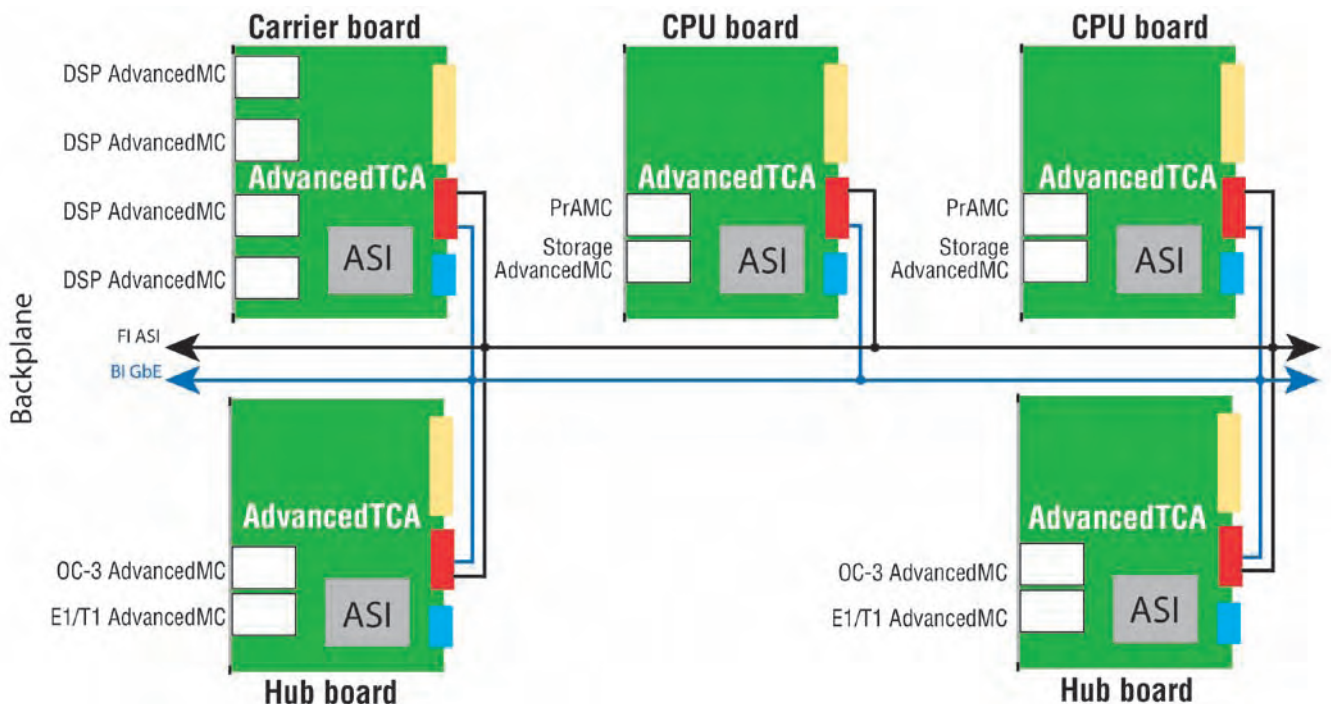 Carrier board
CPU board
CPU board
DSP AdvancedMC
DSP AdvancedMC
DSP AdvancedMC
DSP AdvancedMC
AdvancedTCA
ASI
PrAMC
Storage
AdvancedMC
AdvancedTCA
ASI
PrAMC
Storage
AdvancedMC
AdvancedTCA
ASI
Backplane
FI ASI
BI GbE
AdvancedTCA
OC-3 AdvancedMC
E1/T1 AdvancedMC
ASI
Hub board
AdvancedTCA
OC-3 AdvancedMC
E1/T1 AdvancedMC
ASI
Hub board